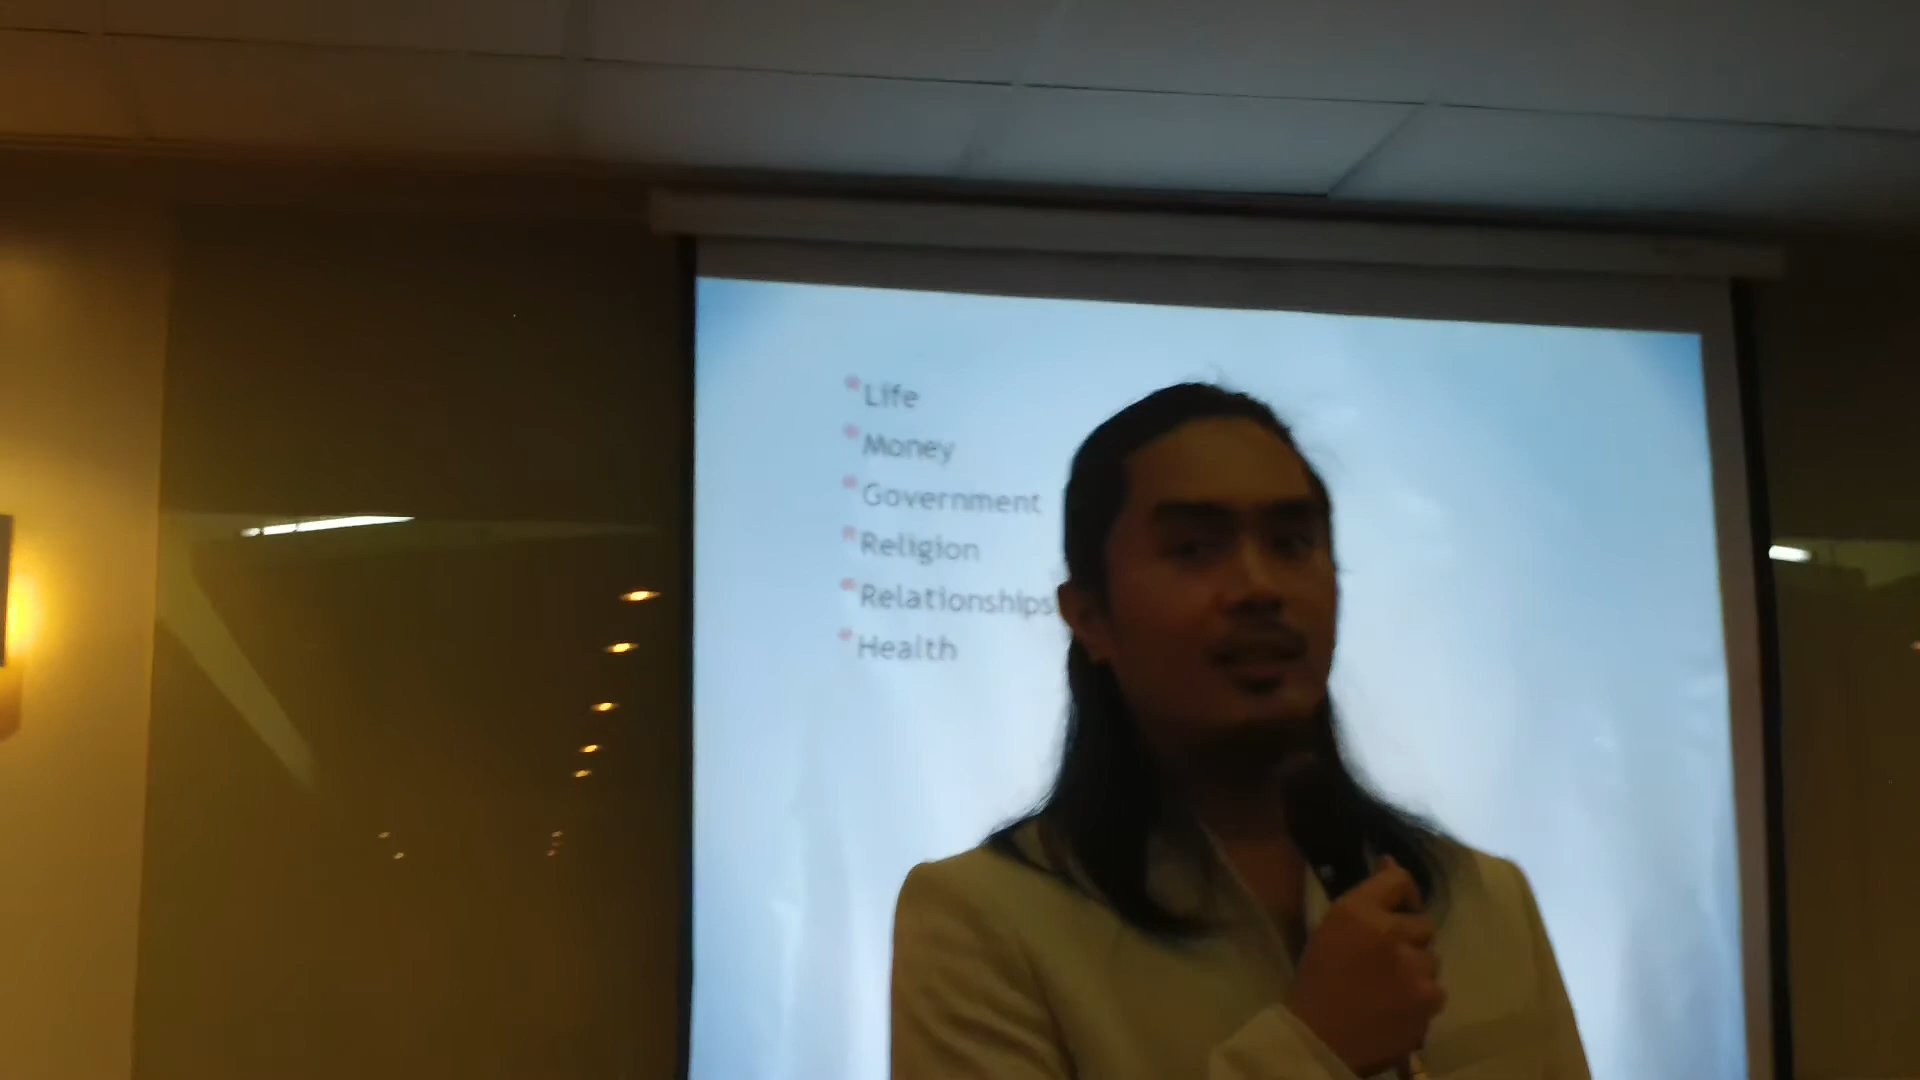 * Life
* Money
* Government
* Religion
* Relationships
* Health